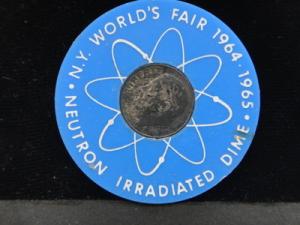 · N.Y. WORLD'S FAIR 1964-1965 ·
NEUTRON IRRADIATED DIME